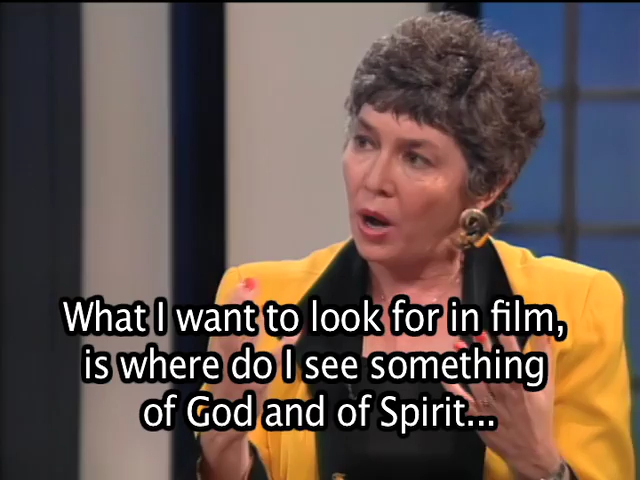 What I want to look for in film,
is where do I see something
of God and of Spirit...